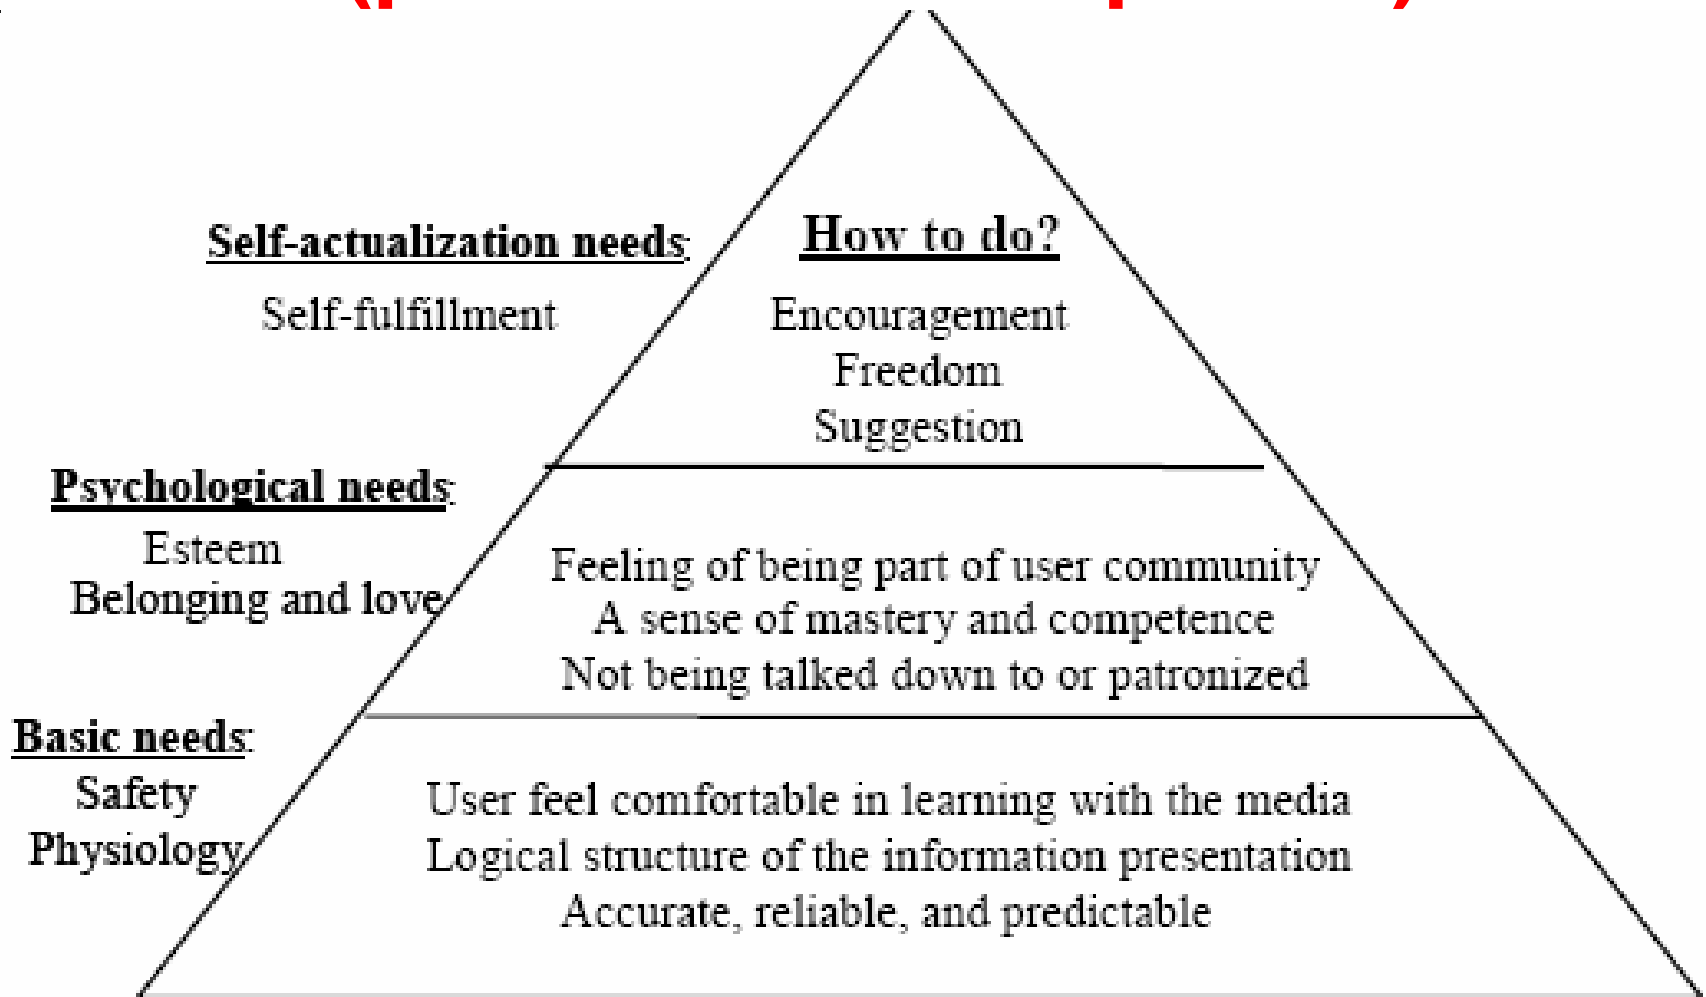 Self-actualization needs:
Self-fulfillment
How to do?
Encouragement
Freedom
Suggestion
Psychological needs:
Esteem
Belonging and love
Feeling of being part of user community
A sense of mastery and competence
Not being talked down to or patronized
Basic needs:
Safety
Physiology
User feel comfortable in learning with the media
Logical structure of the information presentation
Accurate, reliable, and predictable